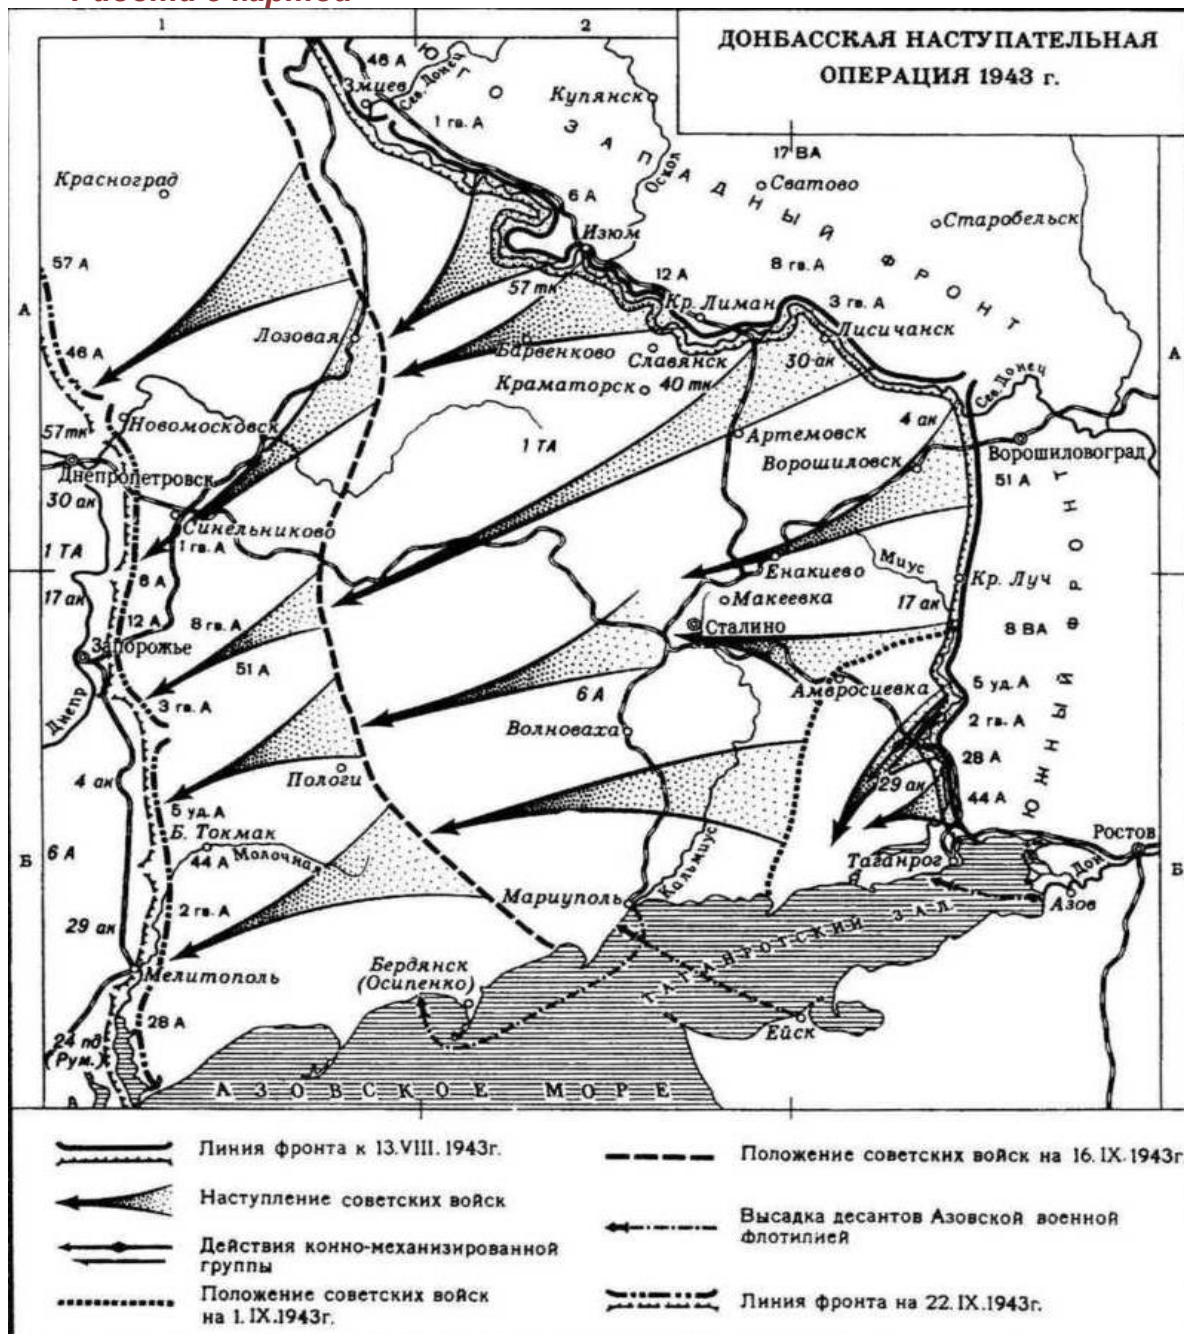 Работа с картой
1
2
ДОНБАССКАЯ НАСТУПАТЕЛЬНАЯ
ОПЕРАЦИЯ 1943 г.
46 А
Змиев
Сев. Донец
Ю Г О
Купянск
1 гв. А
З А П А Д Н Ы Й Ф Р О Н Т
17 ВА
Оскол
Сватово
Красноград
6 А
Старобельск
Изюм
57 А
8 гв. А
12 А
57 тк
Кр. Лиман
3 гв. А
А
Лозовая
Лисичанск
46 А
Барвенково
Славянск
30 ак
А
Краматорск
40 тк
Сев. Донец
Новомосковск
4 ак
57 тк
1 ТА
Артемовск
Ворошиловград
Днепропетровск
Ворошиловск
51 А
30 ак
Синельниково
1 ТА
1 гв. А
Миус
6 А
Енакиево
Кр. Луч
17 ак
Макеевка
17 ак
12 А
8 гв. А
Сталино
8 ВА
Запорожье
51 А
Амвросиевка
5 уд. А
Днепр
3 гв. А
6 А
2 гв. А
Волноваха
28 А
Пологи
29 ак
4 ак
44 А
Ю Ж Н Ы Й Ф Р О Н Т
5 уд. А
Б. Токмак
Ростов
6 А
44 А
Молочная
Б
Таганрог
Дон
Б
Кальмиус
2 гв. А
Мариуполь
Азов
29 ак
ТАГАНРОГСКИЙ ЗАЛ.
Мелитополь
Бердянск
(Осипенко)
28 А
Ейск
24 пд
(Рум.)
А З О В С К О Е М О Р Е
Линия фронта к 13.VIII.1943г.
Наступление советских войск
Действия конно-механизированной
группы
Положение советских войск
на 1.IX.1943г.
Положение советских войск на 16.IX.1943г
Высадка десантов Азовской военной
флотилией
Линия фронта на 22.IX.1943г.